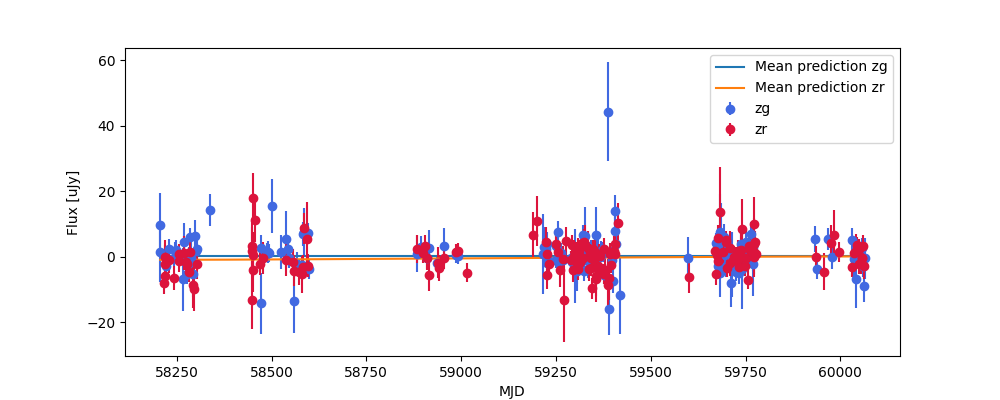 60
40
20
0
−20
Flux [uJy]
58250
58500
58750
59000
59250
59500
59750
60000
MJD
Mean prediction zg
Mean prediction zr
zg
zr